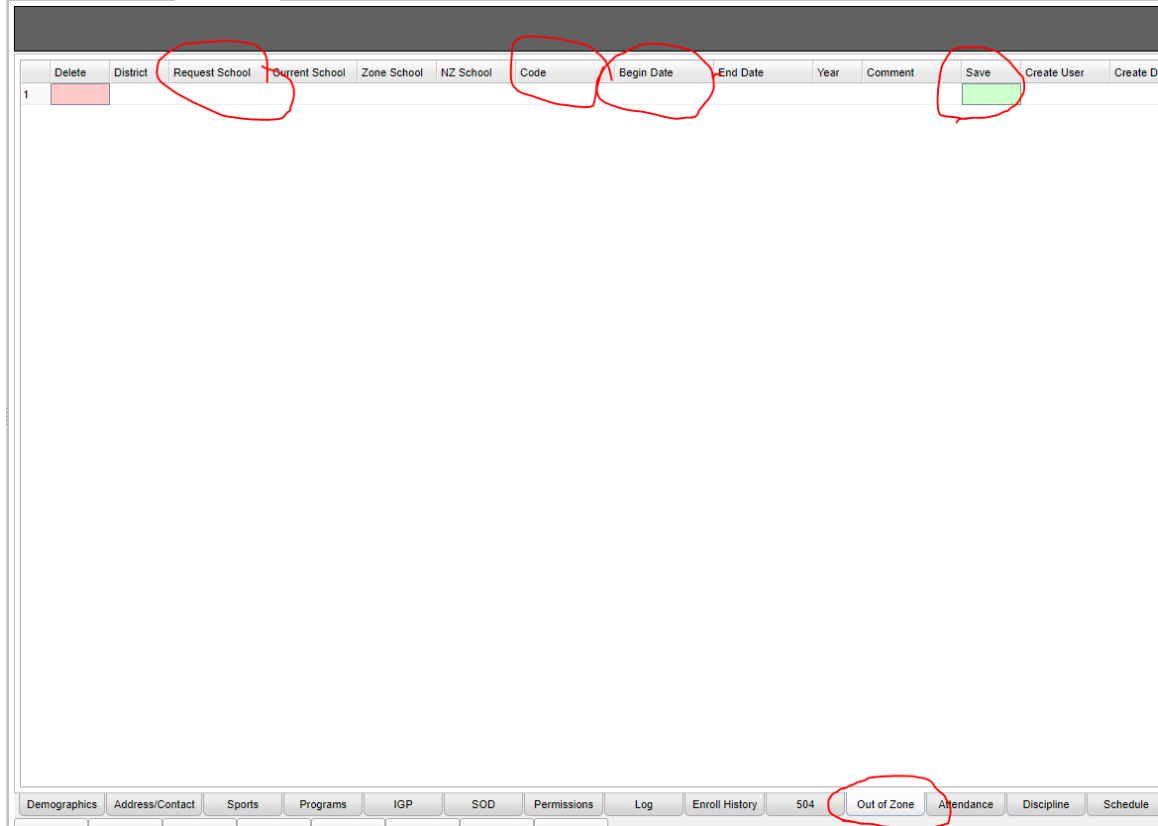 Delete District Request School Current School Zone School NZ School Code Begin Date End Date Year Comment Save Create User Create D
1
Demographics Address/Contact Sports Programs IGP SOD Permissions Log Enroll History 504 Out of Zone Attendance Discipline Schedule